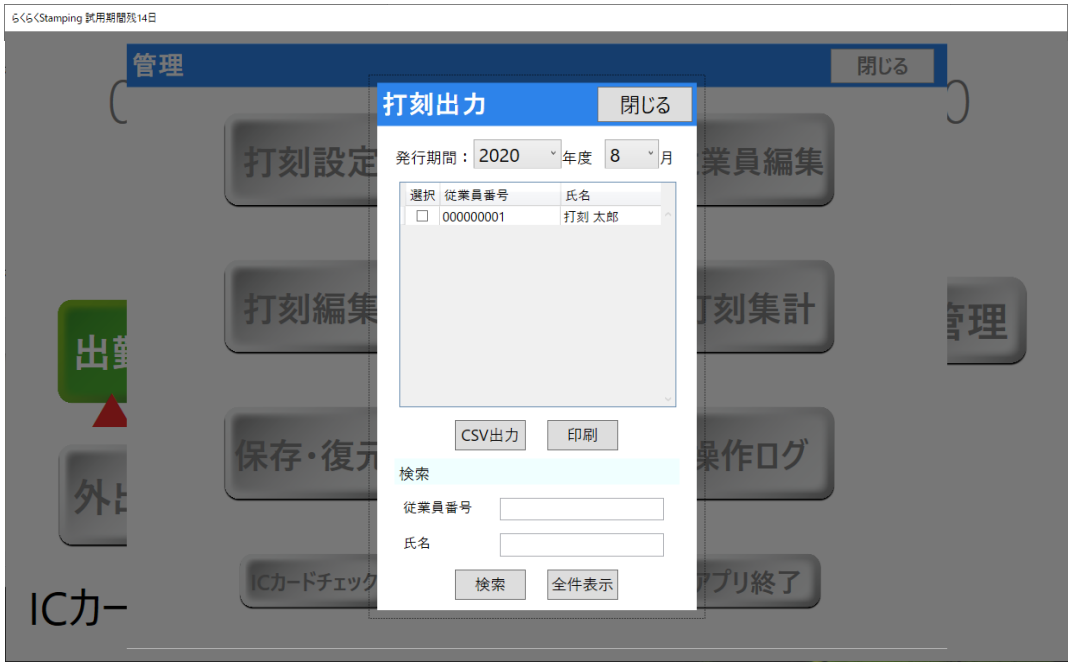 らくらくStamping 試用期間残14日
管理 閉じる
打刻出力 閉じる
発行期間： 2020 年度 8 月
選択 従業員番号 氏名
000000001 打刻 太郎
CSV出力 印刷
検索
従業員番号
氏名
検索 全件表示
打刻設定
業員編集
打刻編集
打刻集計
出勤
管理
保存・復元
操作ログ
外出
ICカードチェック
アプリ終了
ICカー